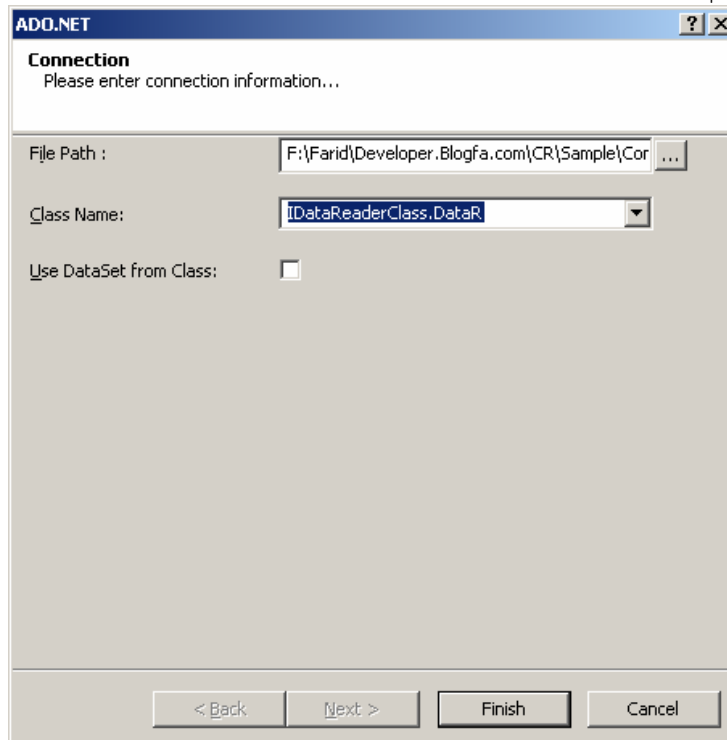 ADO.NET
Connection
Please enter connection information...
File Path :
F:\Farid\Developer.Blogfa.com\CR\Sample\Cor
...
Class Name:
IDataReaderClass.DataR
Use DataSet from Class:
< Back
Next >
Finish
Cancel